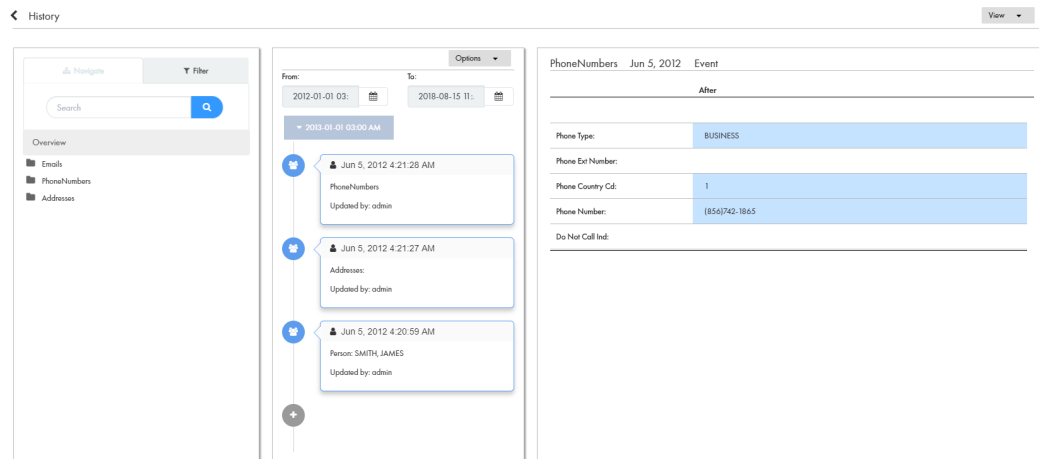 History
View
Navigate
Filter
Search
Overview
Emails
PhoneNumbers
Addresses
Options
From:
To:
2012-01-01 03:
2018-08-15 11:
2013-01-01 03:00 AM
Jun 5, 2012 4:21:28 AM
PhoneNumbers
Updated by: admin
Jun 5, 2012 4:21:27 AM
Addresses:
Updated by: admin
Jun 5, 2012 4:20:59 AM
Person: SMITH, JAMES
Updated by: admin
PhoneNumbers Jun 5, 2012 Event
After
Phone Type: BUSINESS
Phone Ext Number:
Phone Country Cd: 1
Phone Number: (856)742-1865
Do Not Call Ind: